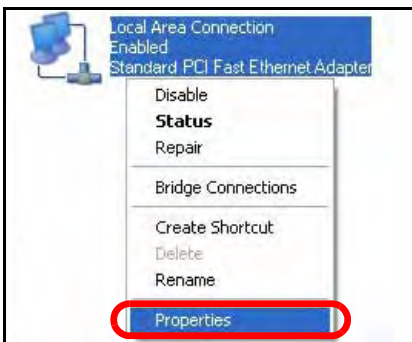 Local Area Connection
Enabled
Standard PCI Fast Ethernet Adapter
Disable
Status
Repair
Bridge Connections
Create Shortcut
Delete
Rename
Properties